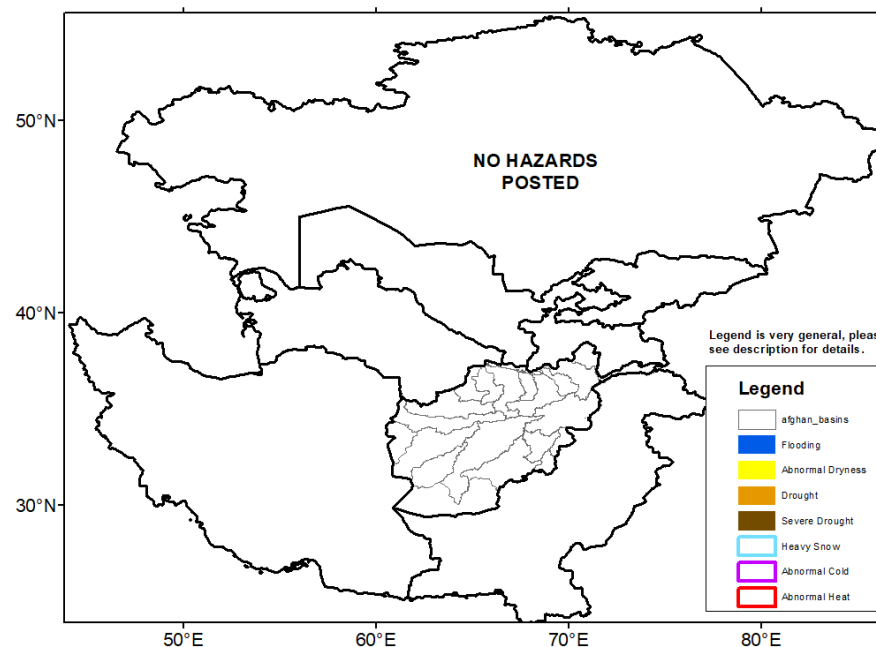 50°N
NO HAZARDS
POSTED
40°N
Legend is very general, pleas
see description for details.
Legend
afghan_basins
Flooding
Abnormal Dryness
Drought
30°N
Severe Drought
Heavy Snow
Abnormal Cold
Abnormal Heat
50°E
60°E
70°E
80°E